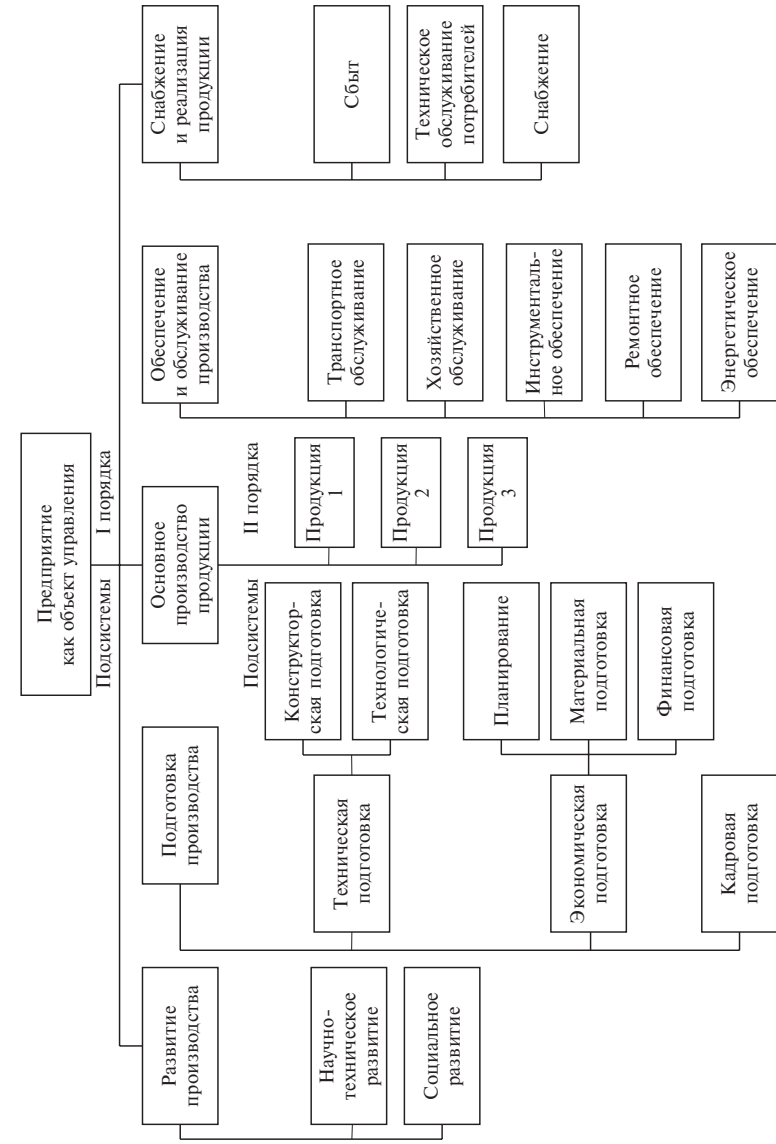 Предприятие
как объект управления
Подсистемы
I порядка
Развитие
производства
Подготовка
производства
Основное
производство
продукции
Обеспечение
и обслуживание
производства
Снабжение
и реализация
продукции
Подсистемы
II порядка
Научно-
техническое
развитие
Социальное
развитие
Техническая
подготовка
Конструктор-
ская подготовка
Технологиче-
ская подготовка
Экономическая
подготовка
Планирование
Материальная
подготовка
Финансовая
подготовка
Кадровая
подготовка
Продукция
1
Продукция
2
Продукция
3
Транспортное
обслуживание
Хозяйственное
обслуживание
Инструменталь-
ное обеспечение
Ремонтное
обеспечение
Энергетическое
обеспечение
Сбыт
Техническое
обслуживание
потребителей
Снабжение